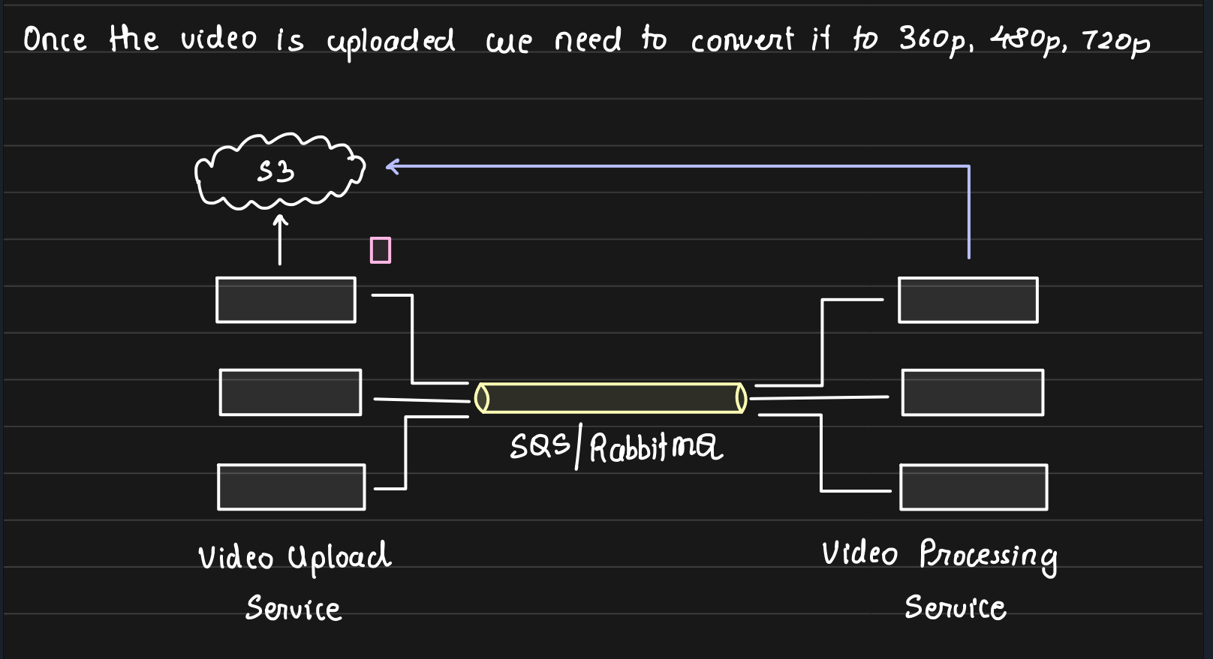 Once the video is uploaded we need to convert it to 360p, 480p, 720p
S3
SQS/RabbitMQ
Video Upload
Service
Video Processing
Service